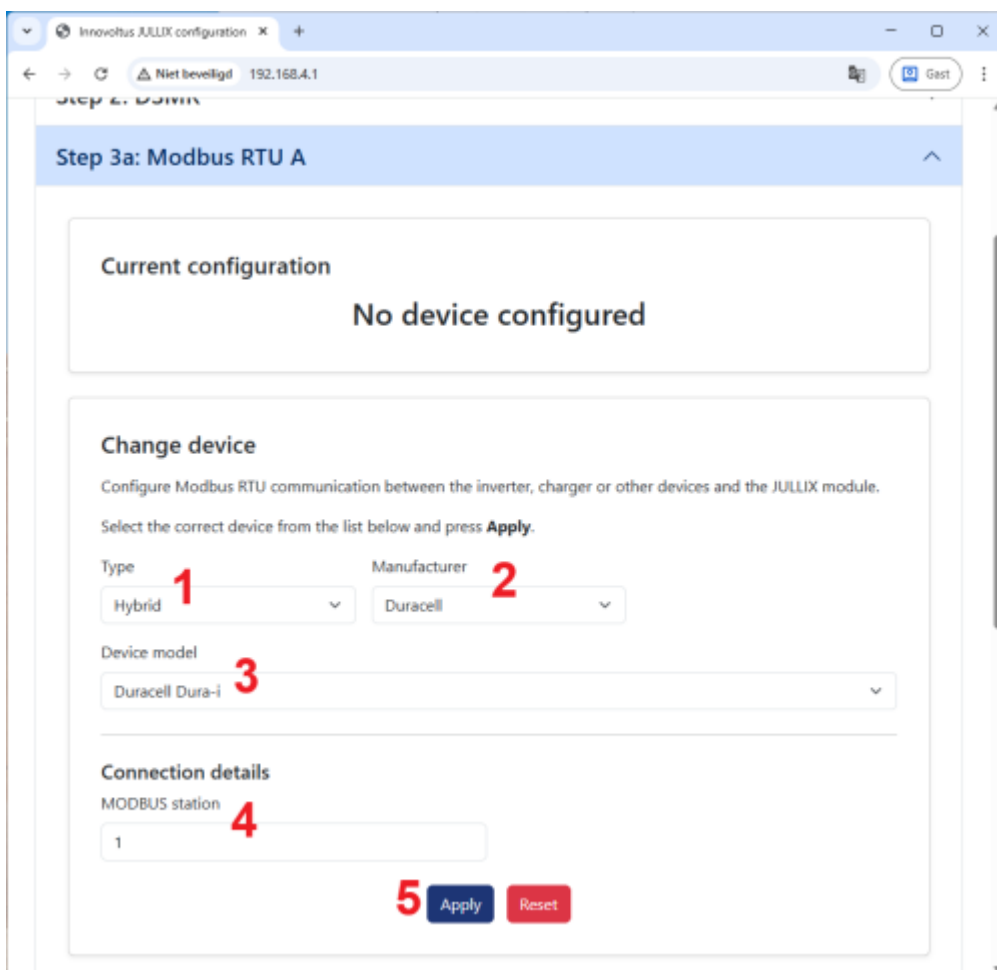 Innovoltus JULLIX configuration
Niet beveiligd 192.168.4.1
Gast
Step 2: DSMR
Step 3a: Modbus RTU A
Current configuration
No device configured
Change device
Configure Modbus RTU communication between the inverter, charger or other devices and the JULLIX module.
Select the correct device from the list below and press Apply.
Type
Manufacturer
1
2
Hybrid
Duracell
Device model
3
Duracell Dura-i
Connection details
MODBUS station
4
1
5
Apply
Reset